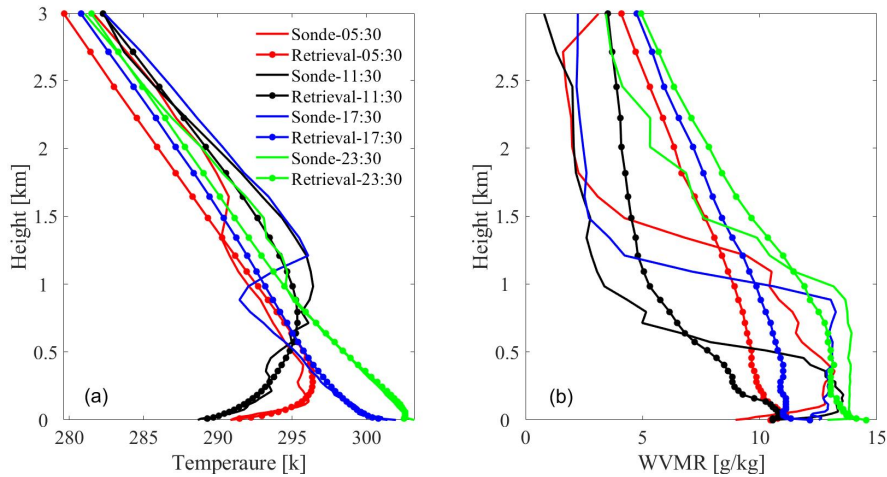 3
2.5
2
1.5
1
0.5
0
Height [km]
280
285
290
295
300
Temperaure [k]
(a)
Sonde-05:30
Retrieval-05:30
Sonde-11:30
Retrieval-11:30
Sonde-17:30
Retrieval-17:30
Sonde-23:30
Retrieval-23:30
3
2.5
2
1.5
1
0.5
0
Height [km]
0
5
10
15
WVMR [g/kg]
(b)